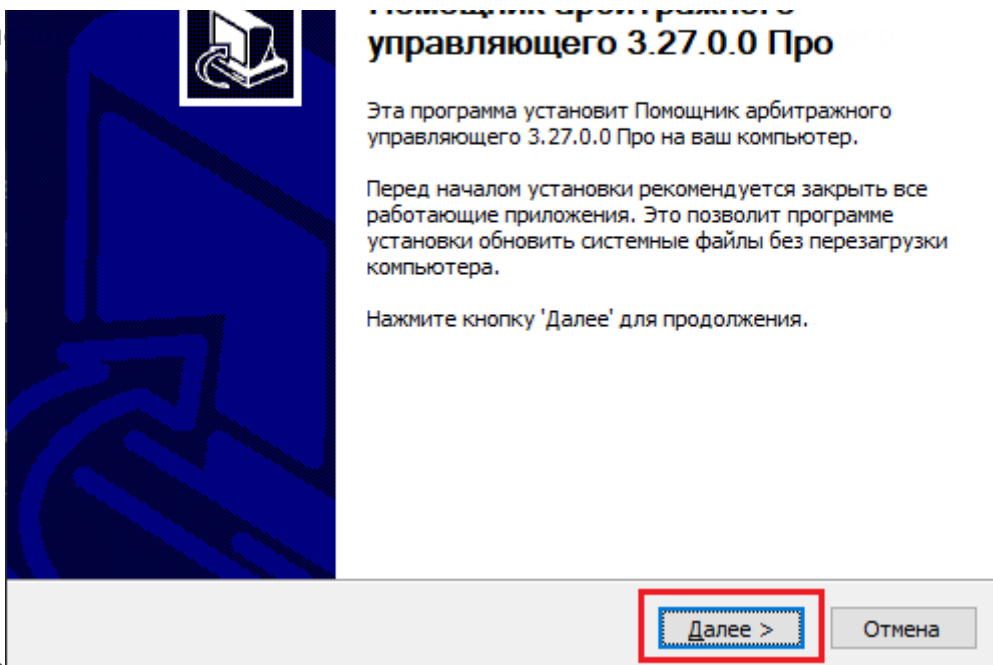 Помощник арбитражного
управляющего 3.27.0.0 Про
Эта программа установит Помощник арбитражного
управляющего 3.27.0.0 Про на ваш компьютер.
Перед началом установки рекомендуется закрыть все
работающие приложения. Это позволит программе
установки обновить системные файлы без перезагрузки
компьютера.
Нажмите кнопку 'Далее' для продолжения.
Далее >
Отмена